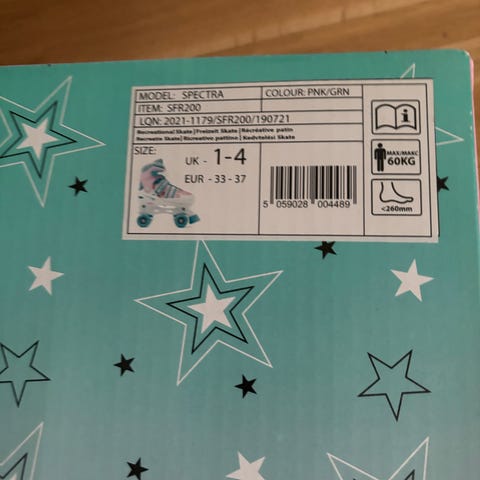 MODEL: SPECTRA
COLOUR: PNK/GRN
ITEM: SFR200
LQN: 2021-1179/SFR200/190721
Recreational Skate | Freizeit Skate | Récréative patin
Recreatie Skate | Ricreativo pattino | Kedvtelési Skate
SIZE:
UK - 1-4
EUR - 33 - 37
5 059028 004489
MAX/МАКС
60KG
<260mm